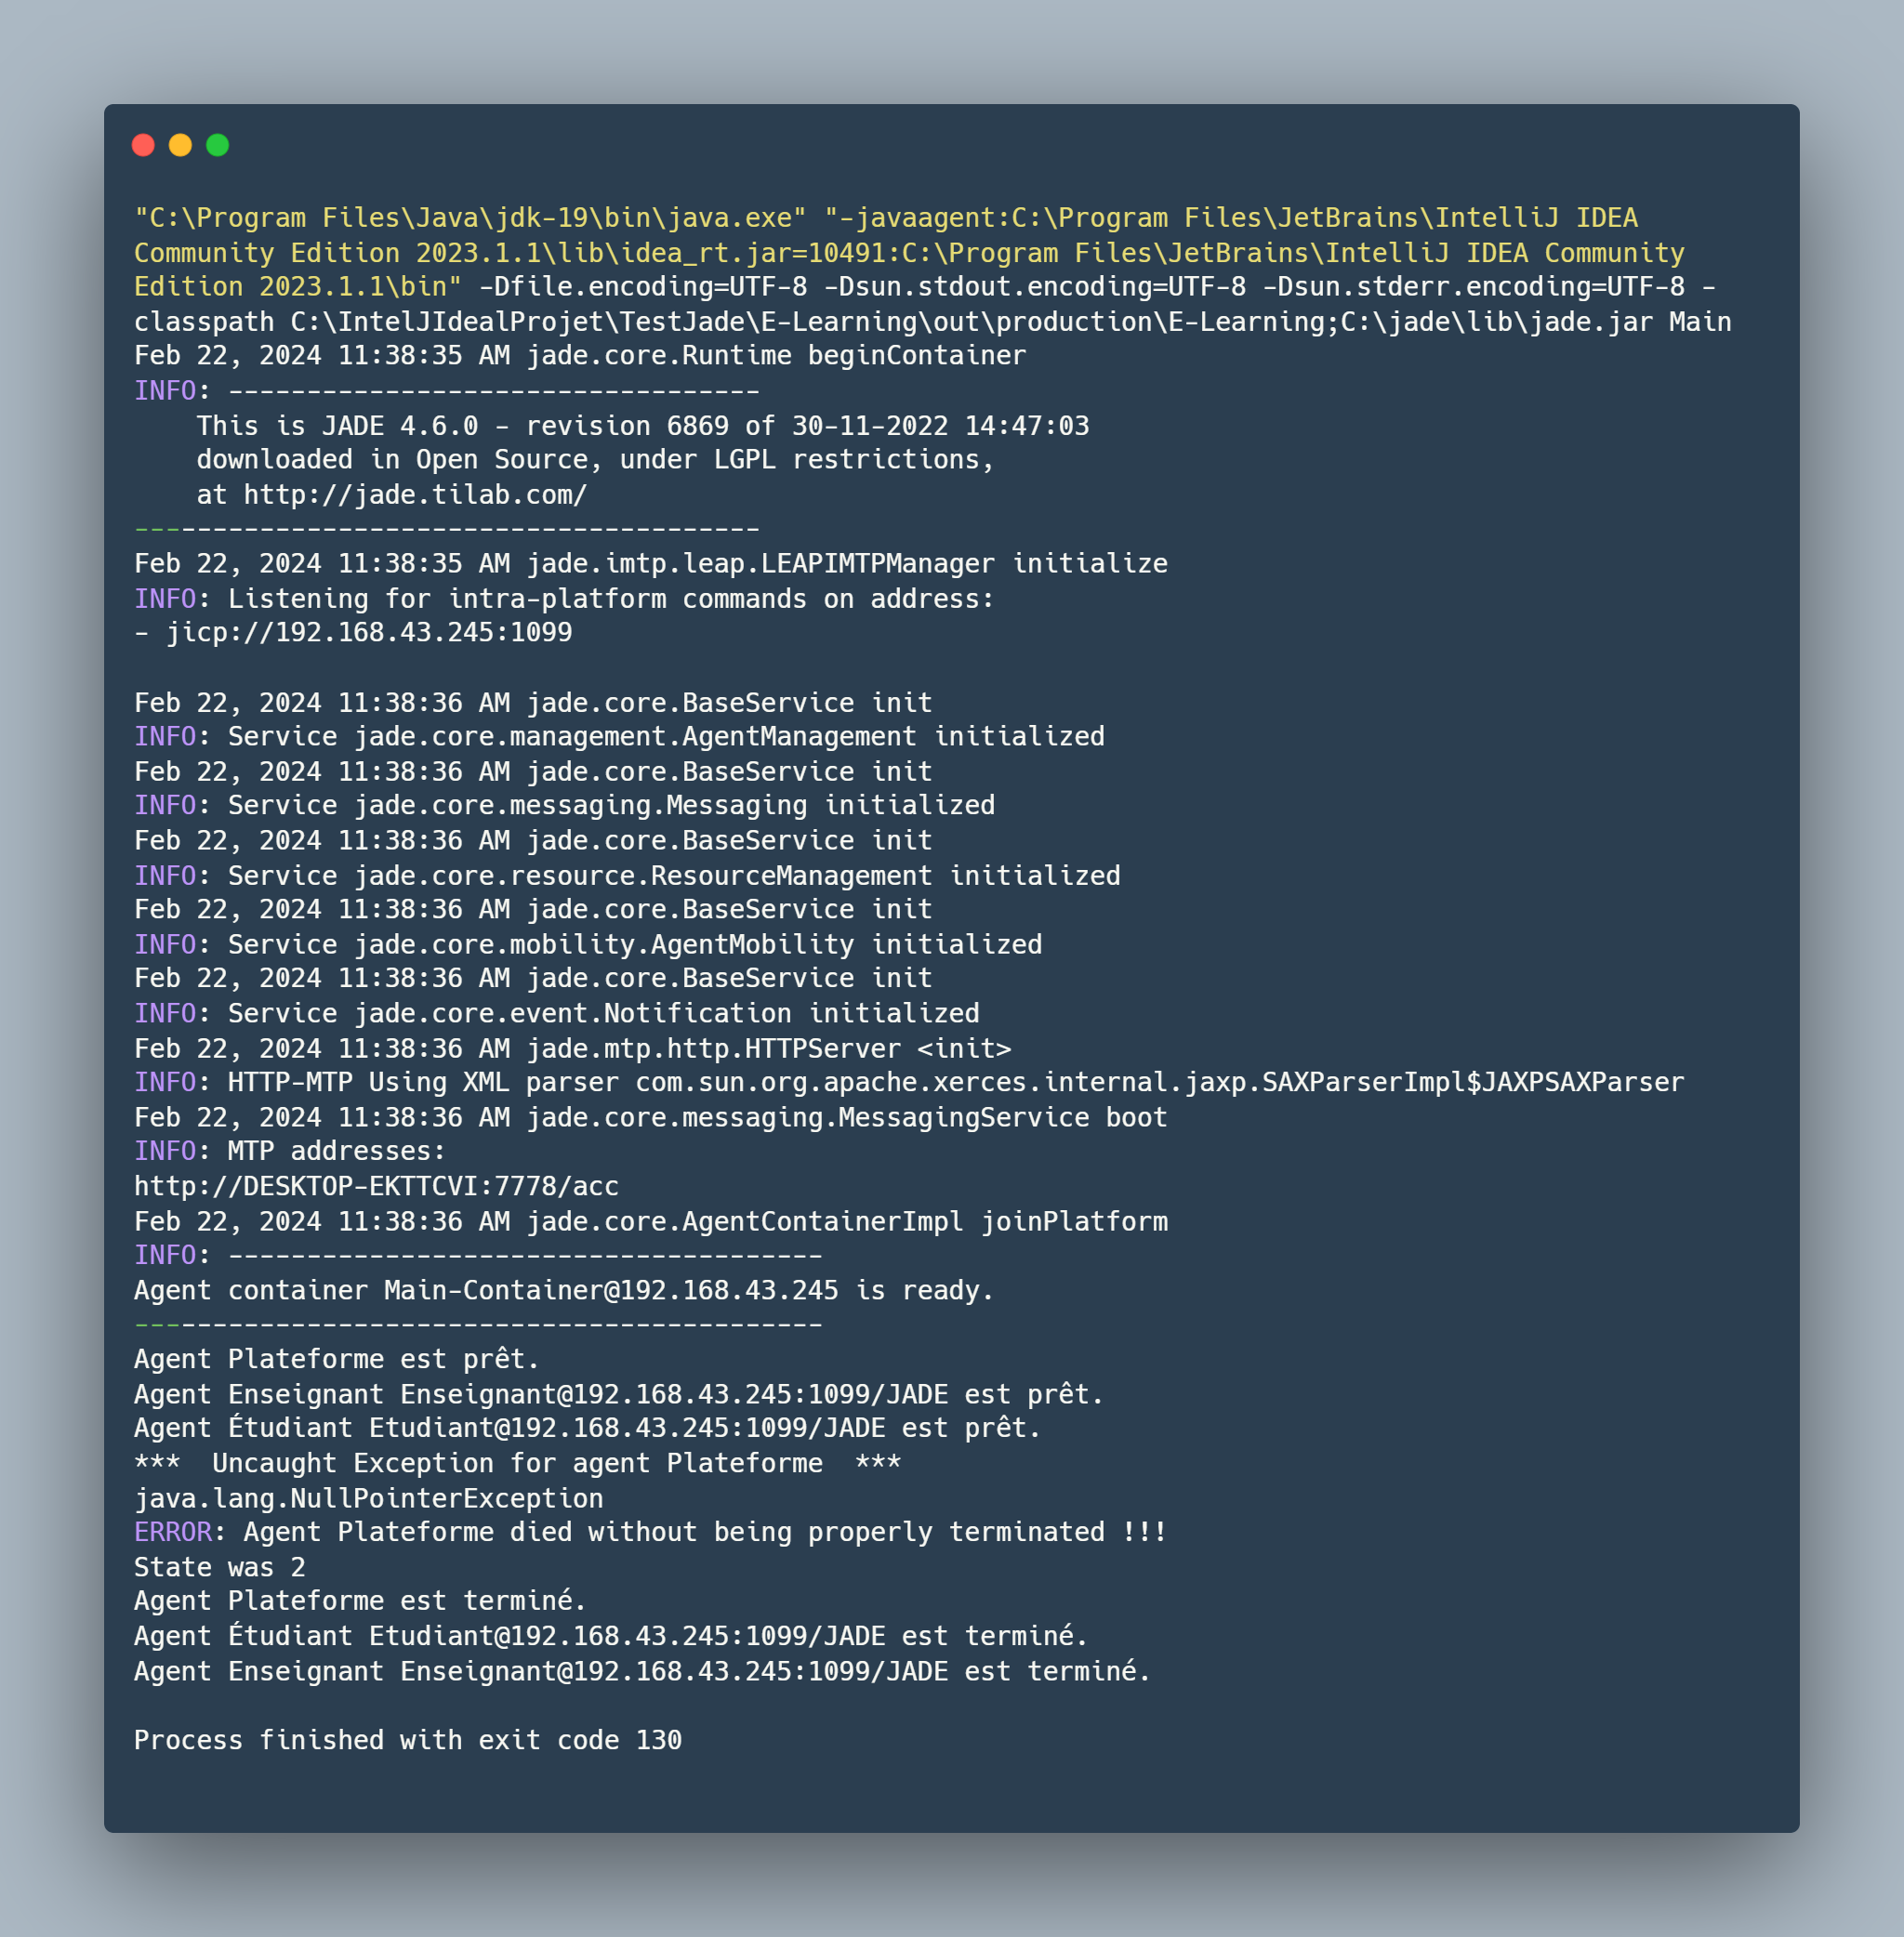 "C:\Program Files\Java\jdk-19\bin\java.exe" "-javaagent:C:\Program Files\JetBrains\IntelliJ IDEA
Community Edition 2023.1.1\lib\idea_rt.jar=10491:C:\Program Files\JetBrains\IntelliJ IDEA Community
Edition 2023.1.1\bin" -Dfile.encoding=UTF-8 -Dsun.stdout.encoding=UTF-8 -Dsun.stderr.encoding=UTF-8 -
classpath C:\IntelJIdealProjet\TestJade\E-Learning\out\production\E-Learning;C:\jade\lib\jade.jar Main
Feb 22, 2024 11:38:35 AM jade.core.Runtime beginContainer
INFO: ----------------------------------
    This is JADE 4.6.0 - revision 6869 of 30-11-2022 14:47:03
    downloaded in Open Source, under LGPL restrictions,
    at http://jade.tilab.com/
----------------------------------------
Feb 22, 2024 11:38:35 AM jade.imtp.leap.LEAPIMTPManager initialize
INFO: Listening for intra-platform commands on address:
- jicp://192.168.43.245:1099

Feb 22, 2024 11:38:36 AM jade.core.BaseService init
INFO: Service jade.core.management.AgentManagement initialized
Feb 22, 2024 11:38:36 AM jade.core.BaseService init
INFO: Service jade.core.messaging.Messaging initialized
Feb 22, 2024 11:38:36 AM jade.core.BaseService init
INFO: Service jade.core.resource.ResourceManagement initialized
Feb 22, 2024 11:38:36 AM jade.core.BaseService init
INFO: Service jade.core.mobility.AgentMobility initialized
Feb 22, 2024 11:38:36 AM jade.core.BaseService init
INFO: Service jade.core.event.Notification initialized
Feb 22, 2024 11:38:36 AM jade.mtp.http.HTTPServer <init>
INFO: HTTP-MTP Using XML parser com.sun.org.apache.xerces.internal.jaxp.SAXParserImpl$JAXPSAXParser
Feb 22, 2024 11:38:36 AM jade.core.messaging.MessagingService boot
INFO: MTP addresses:
http://DESKTOP-EKTTCVI:7778/acc
Feb 22, 2024 11:38:36 AM jade.core.AgentContainerImpl joinPlatform
INFO: --------------------------------------
Agent container Main-Container@192.168.43.245 is ready.
--------------------------------------------
Agent Plateforme est prêt.
Agent Enseignant Enseignant@192.168.43.245:1099/JADE est prêt.
Agent Étudiant Etudiant@192.168.43.245:1099/JADE est prêt.
***  Uncaught Exception for agent Plateforme  ***
java.lang.NullPointerException
ERROR: Agent Plateforme died without being properly terminated !!!
State was 2
Agent Plateforme est terminé.
Agent Étudiant Etudiant@192.168.43.245:1099/JADE est terminé.
Agent Enseignant Enseignant@192.168.43.245:1099/JADE est terminé.

Process finished with exit code 130